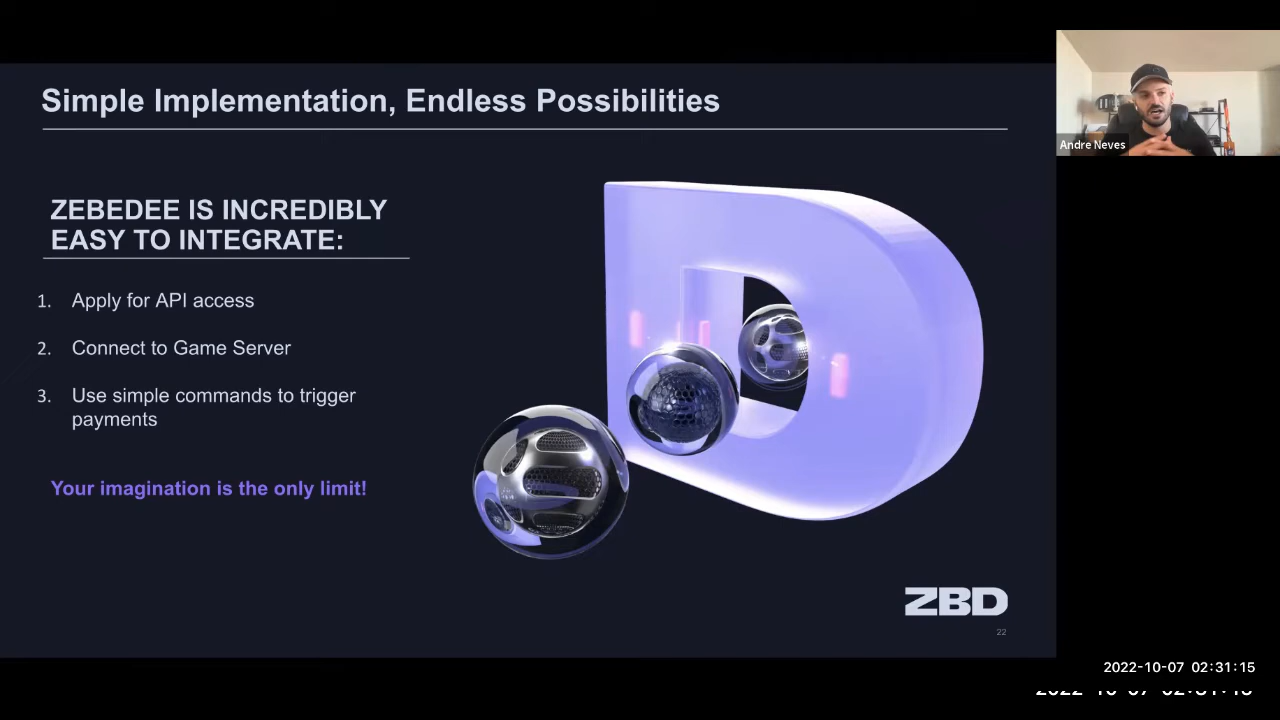 Simple Implementation, Endless Possibilities
Andre Neves
ZEBEDEE IS INCREDIBLY
EASY TO INTEGRATE:
1. Apply for API access
2. Connect to Game Server
3. Use simple commands to trigger
payments
Your imagination is the only limit!
ZBD
22
2022-10-07 02:31:15